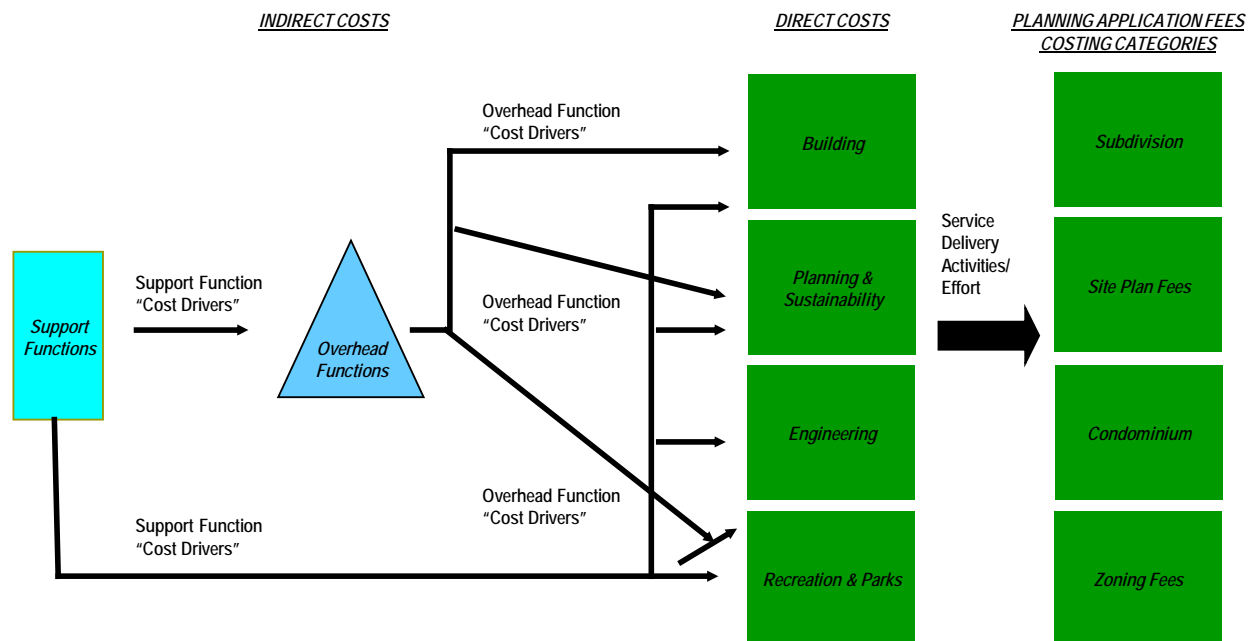 INDIRECT COSTS
DIRECT COSTS
PLANNING APPLICATION FEES
COSTING CATEGORIES
Overhead Function
“Cost Drivers”
Building
Subdivision
Support Function
“Cost Drivers”
Overhead Function
“Cost Drivers”
Planning &
Sustainability
Service
Delivery
Activities/
Effort
Site Plan Fees
Support
Functions
Overhead
Functions
Engineering
Condominium
Overhead Function
“Cost Drivers”
Support Function
“Cost Drivers”
Recreation & Parks
Zoning Fees